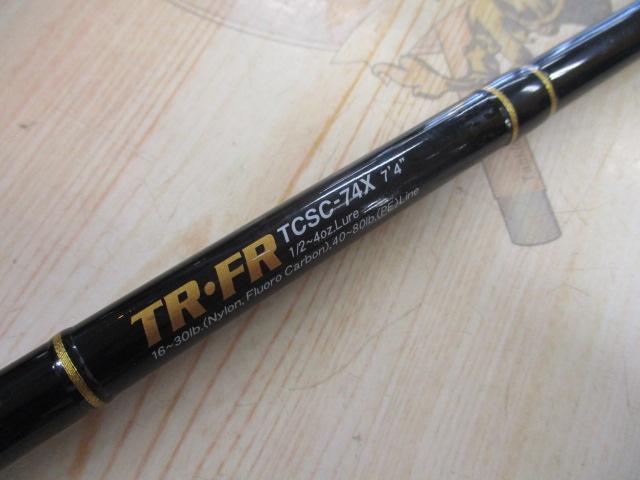 TR・FR TCSC-74X 7'4"
1/2~4oz.Lure
16~30lb.(Nylon, Fluoro Carbon),40~80lb.(PE)Line